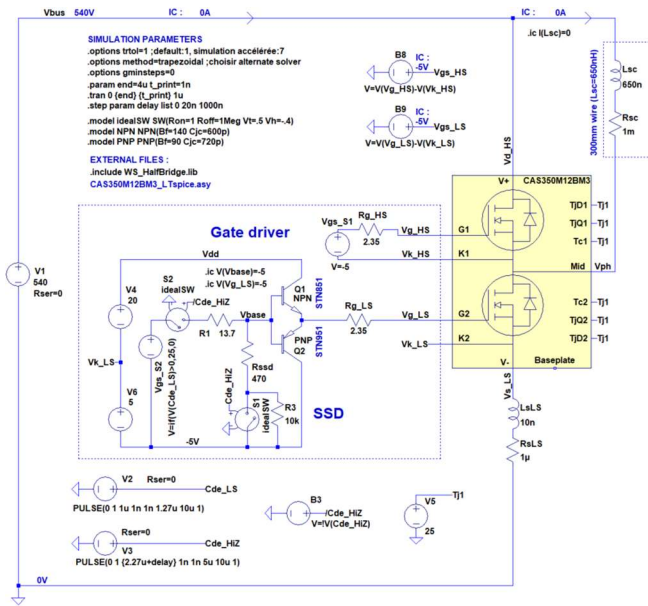 Vbus 540V
IC : 0A
IC : 0A
.ic I(Lsc)=0
SIMULATION PARAMETERS
.options trtol=1 ;default:1, simulation accélérée:7
.options method=trapezoidal ;choisir alternate solver
.options gminsteps=0
.param end=4u t_print=1n
.tran 0 {end} {t_print} 1u
.step param delay list 0 20n 1000n
.model idealSW SW(Ron=1 Roff=1Meg Vt=.5 Vh=-.4)
.model NPN NPN(Bf=140 Cjc=600p)
.model PNP PNP(Bf=90 Cjc=720p)
EXTERNAL FILES :
.include WS_HalfBridge.lib
CAS350M12BM3_LTspice.asy
B8
IC :
-5V
Vgs_HS
V=V(Vg_HS)-V(Vk_HS)
B9
IC :
-5V
Vgs_LS
V=V(Vg_LS)-V(Vk_LS)
Vd_HS
300mm wire (Lsc=650nH)
Lsc
650n
Rsc
1m
CAS350M12BM3
V+
TjD1
Tj1
TjQ1
Tj1
Tc1
Tj1
G1
K1
Mid
Vph
Tc2
Tj1
TjQ2
Tj1
TjD2
Tj1
G2
K2
V-
Baseplate
Vgs_S1
Rg_HS
2.35
Vg_HS
Vk_HS
V=-5
Gate driver
Vdd
.ic V(Vbase)=-5
.ic V(Vg_LS)=-5
S2
idealSW
/Cde_HiZ
Vbase
R1
13.7
Q1
NPN
STN851
PNP
Q2
STN951
Rg_LS
2.35
Vg_LS
Vk_LS
V1
540
Rser=0
V4
20
Vk_LS
V6
5
Vgs_S2
V=if(V(Cde_LS)>0,25,0)
Rssd
470
Cde_HiZ
S1
idealSW
R3
10k
SSD
-5V
Vs_LS
LsLS
10n
RsLS
1µ
V2
Rser=0
Cde_LS
PULSE(0 1 1u 1n 1n 1.27u 10u 1)
Rser=0
Cde_HiZ
V3
PULSE(0 1 {2.27u+delay} 1n 1n 5u 10u 1)
B3
/Cde_HiZ
V=!V(Cde_HiZ)
Tj1
V5
25
0V